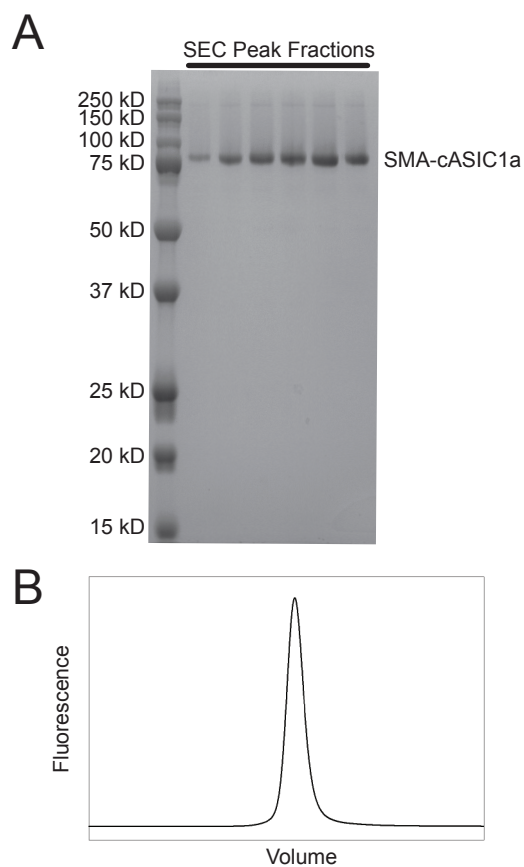 A
SEC Peak Fractions
250 kD
150 kD
100 kD
75 kD
SMA-cASIC1a
50 kD
37 kD
25 kD
20 kD
15 kD
B
Fluorescence
Volume